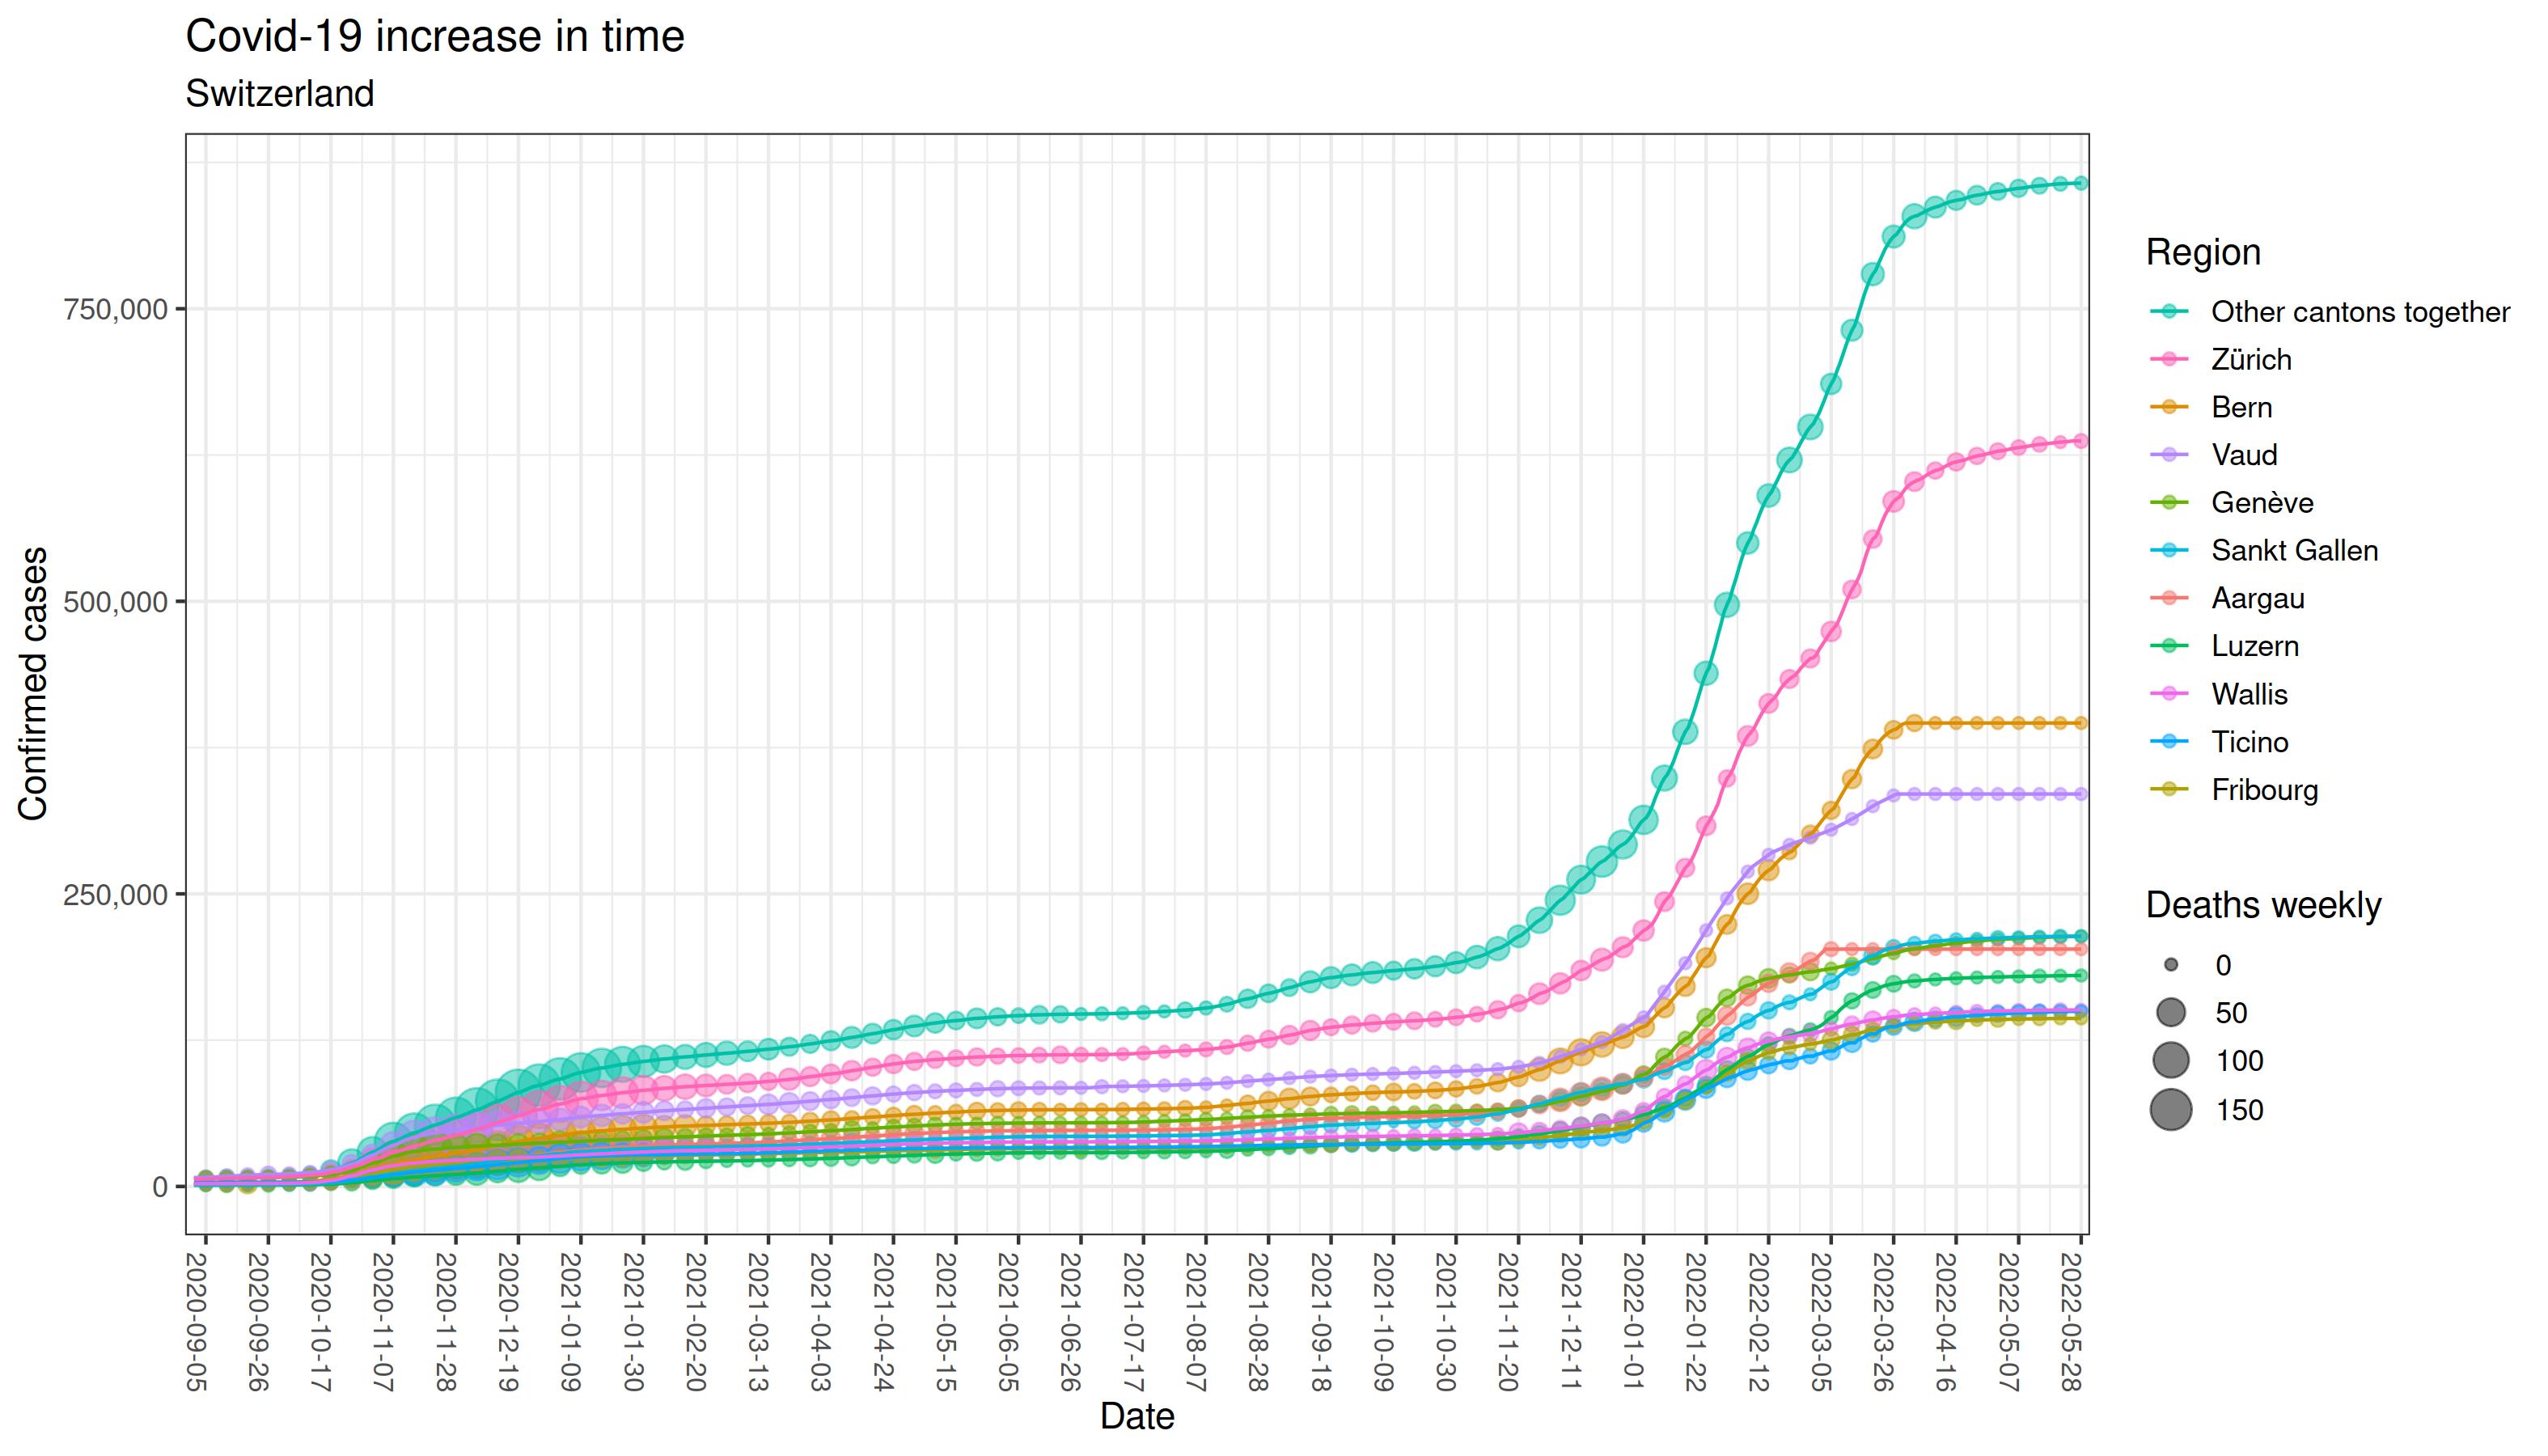 Covid-19 increase in time
Switzerland
Confirmed cases
750,000
500,000
250,000
0
2020-09-05
2020-09-26
2020-10-17
2020-11-07
2020-11-28
2020-12-19
2021-01-09
2021-01-30
2021-02-20
2021-03-13
2021-04-03
2021-04-24
2021-05-15
2021-06-05
2021-06-26
2021-07-17
2021-08-07
2021-08-28
2021-09-18
2021-10-09
2021-10-30
2021-11-20
2021-12-11
2022-01-01
2022-01-22
2022-02-12
2022-03-05
2022-03-26
2022-04-16
2022-05-07
2022-05-28
Date
Region
Other cantons together
Zürich
Bern
Vaud
Genève
Sankt Gallen
Aargau
Luzern
Wallis
Ticino
Fribourg
Deaths weekly
0
50
100
150